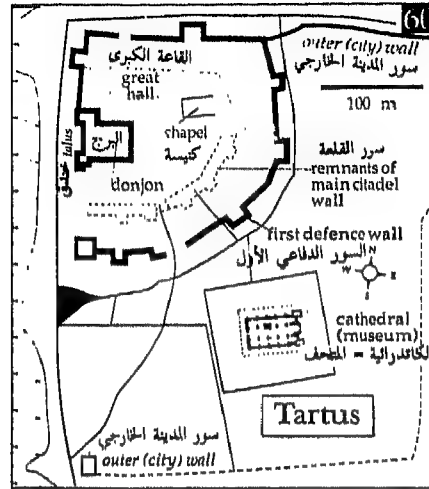 60
القاعة الكبرى
great
hall
outer (city) wall
سور المدينة الخارجي
100 m
البرج
shapel
كنيسة
talus
خندق
donjon
سور القلعة
remnants of
main citadel
wall
first defence wall
السور الدفاعي الأول
N
W
E
S
cathedral
(museum)
الكاتدرائية = المتحف
Tartus
سور المدينة الخارجي
outer (city) wall